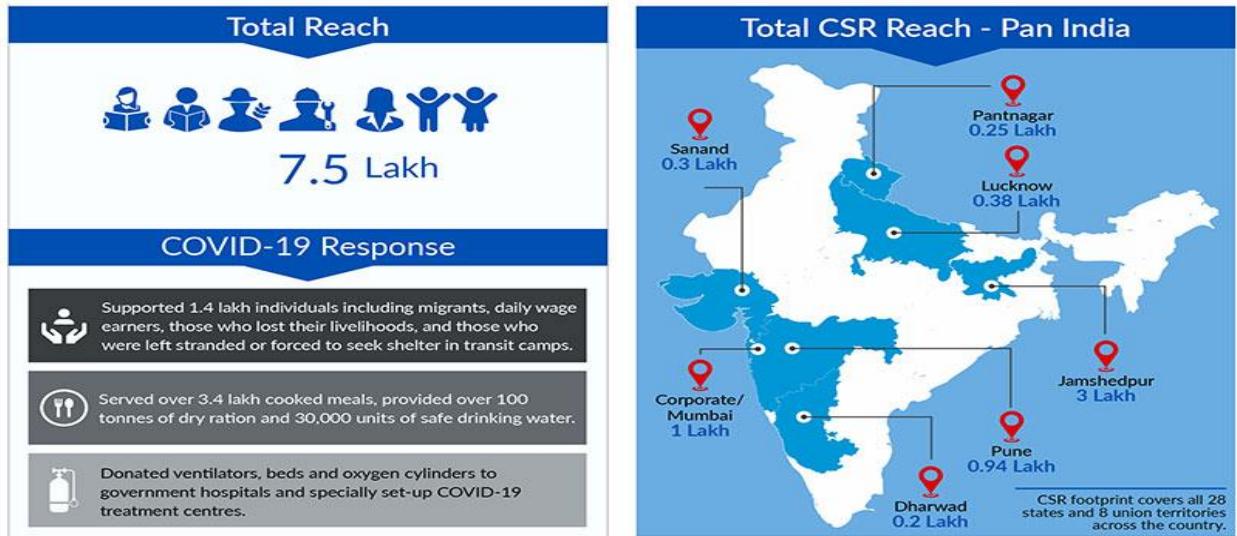 Total Reach
7.5 Lakh
COVID-19 Response
Supported 1.4 lakh individuals including migrants, daily wage
earners, those who lost their livelihoods, and those who
were left stranded or forced to seek shelter in transit camps.
Served over 3.4 lakh cooked meals, provided over 100
tonnes of dry ration and 30,000 units of safe drinking water.
Donated ventilators, beds and oxygen cylinders to
government hospitals and specially set-up COVID-19
treatment centres.
Total CSR Reach - Pan India
Pantnagar
0.25 Lakh
Sanand
0.3 Lakh
Lucknow
0.38 Lakh
Jamshedpur
3 Lakh
Corporate/
Mumbai
1 Lakh
Pune
0.94 Lakh
Dharwad
0.2 Lakh
CSR footprint covers all 28
states and 8 union territories
across the country.